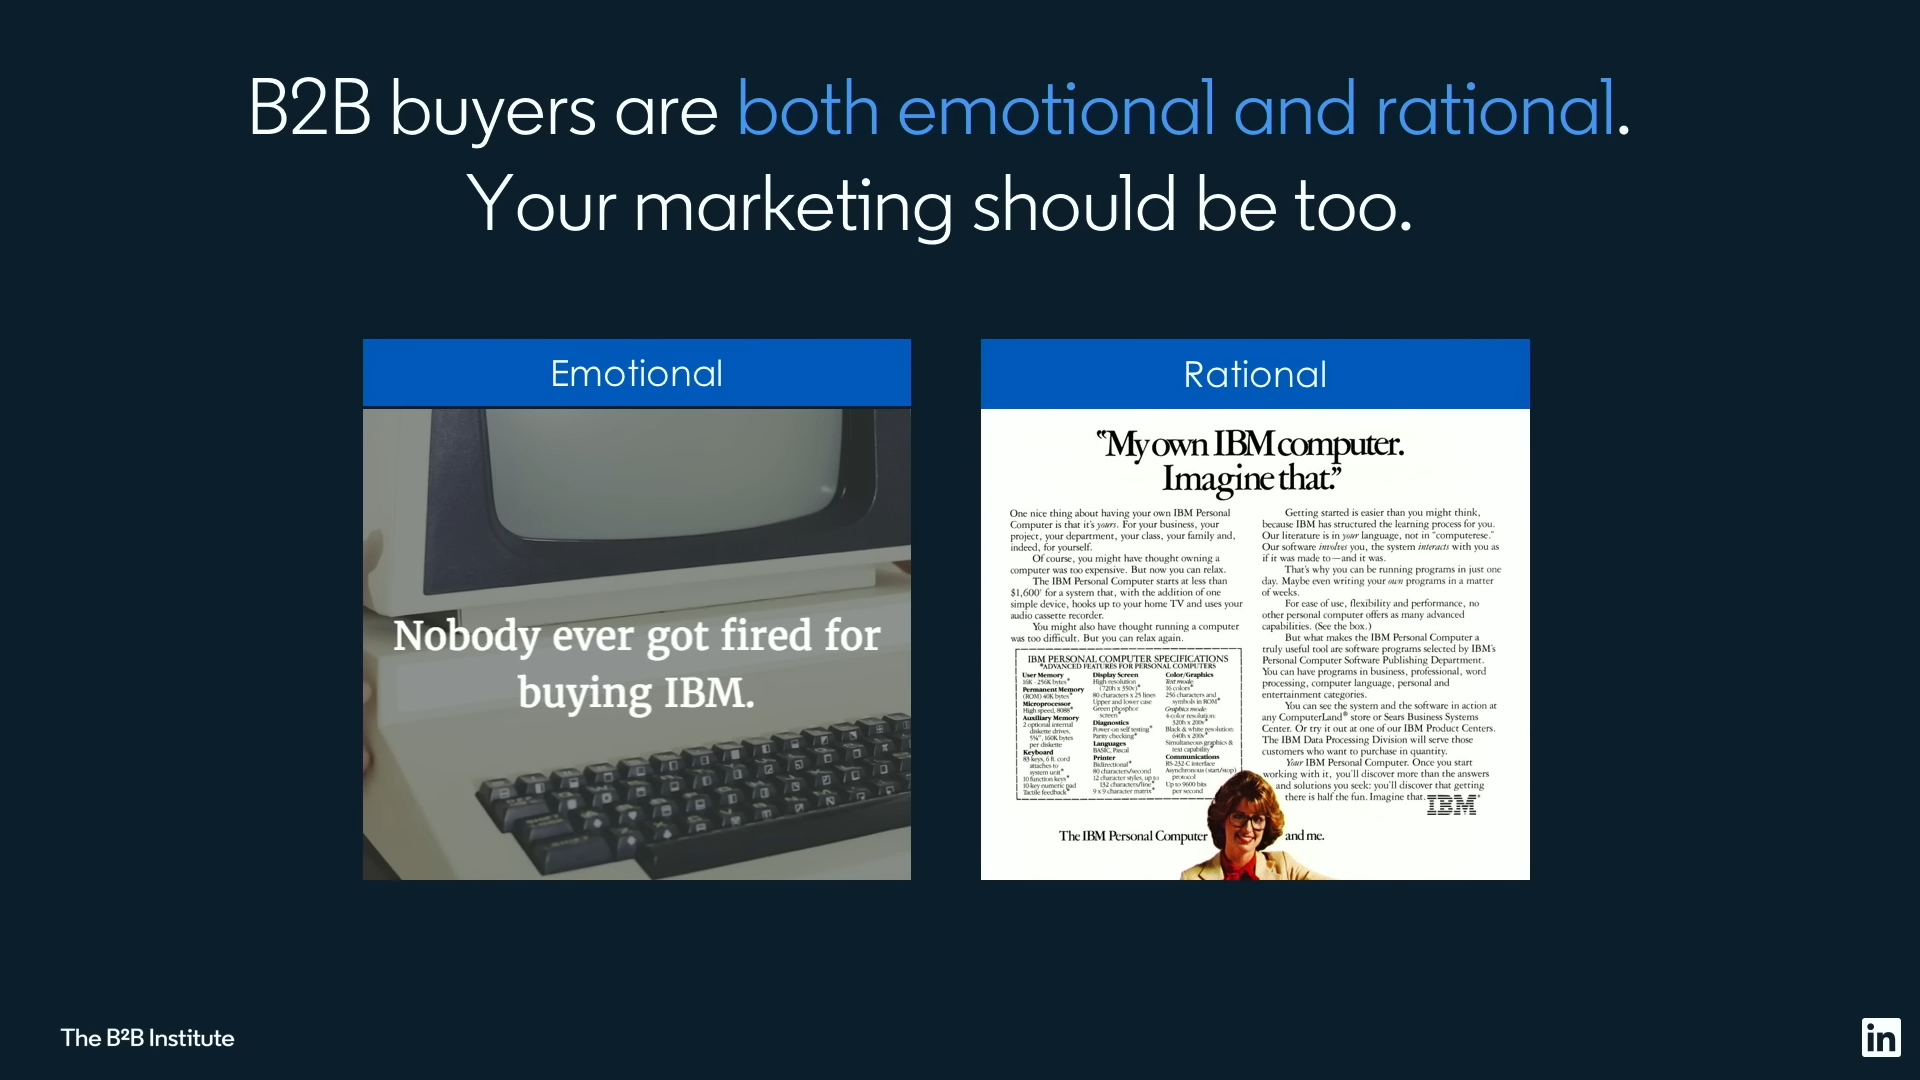 B2B buyers are both emotional and rational.
Your marketing should be too.
Emotional
Nobody ever got fired for
buying IBM.
Rational
“My own IBM computer.
Imagine that.”
One nice thing about having your own IBM Personal
Computer is that it's yours. For your business, your
project, your department, your class, your family and,
indeed, for yourself.
Of course, you might have thought owning a
computer was too expensive. But now you can relax.
The IBM Personal Computer starts at less than
$1,600† for a system that, with the addition of one
simple device, hooks up to your home TV and uses your
audio cassette recorder.
You might also have thought running a computer
was too difficult. But you can relax again.
IBM PERSONAL COMPUTER SPECIFICATIONS
*ADVANCED FEATURES FOR PERSONAL COMPUTERS
User Memory
16K - 256K bytes*
Permanent Memory
(ROM) 40K bytes*
Microprocessor
High speed, 8088*
Auxiliary Memory
2 optional internal
diskette drives,
5¼", 160K bytes
per diskette
Keyboard
83 keys, 6 ft. cord
attaches to
system unit*
10 function keys*
10-key numeric pad
Tactile feedback*
Display Screen
High resolution
(720h x 350v)*
80 characters x 25 lines
Upper and lower case
Green phosphor
screen*
Diagnostics
Power-on self testing*
Parity checking*
Languages
BASIC, Pascal
Printer
Bidirectional*
80 characters/second
12 character styles, up to
132 characters/line*
9 x 9 character matrix*
Color/Graphics
Text mode:
16 colors*
256 characters and
symbols in ROM*
Graphics mode:
4-color resolution:
320h x 200v*
Black & white resolution:
640h x 200v*
Simultaneous graphics &
text capability*
Communications
RS-232-C interface
Asynchronous (start/stop)
protocol
Up to 9600 bits
per second
Getting started is easier than you might think,
because IBM has structured the learning process for you.
Our literature is in your language, not in "computerese."
Our software involves you, the system interacts with you as
if it was made to—and it was.
That's why you can be running programs in just one
day. Maybe even writing your own programs in a matter
of weeks.
For ease of use, flexibility and performance, no
other personal computer offers as many advanced
capabilities. (See the box.)
But what makes the IBM Personal Computer a
truly useful tool are software programs selected by IBM's
Personal Computer Software Publishing Department.
You can have programs in business, professional, word
processing, computer language, personal and
entertainment categories.
You can see the system and the software in action at
any ComputerLand® store or Sears Business Systems
Center. Or try it out at one of our IBM Product Centers.
The IBM Data Processing Division will serve those
customers who want to purchase in quantity.
Your IBM Personal Computer. Once you start
working with it, you'll discover more than the answers
and solutions you seek: you'll discover that getting
there is half the fun. Imagine that.
IBM
The IBM Personal Computer and me.
The B²B Institute
in